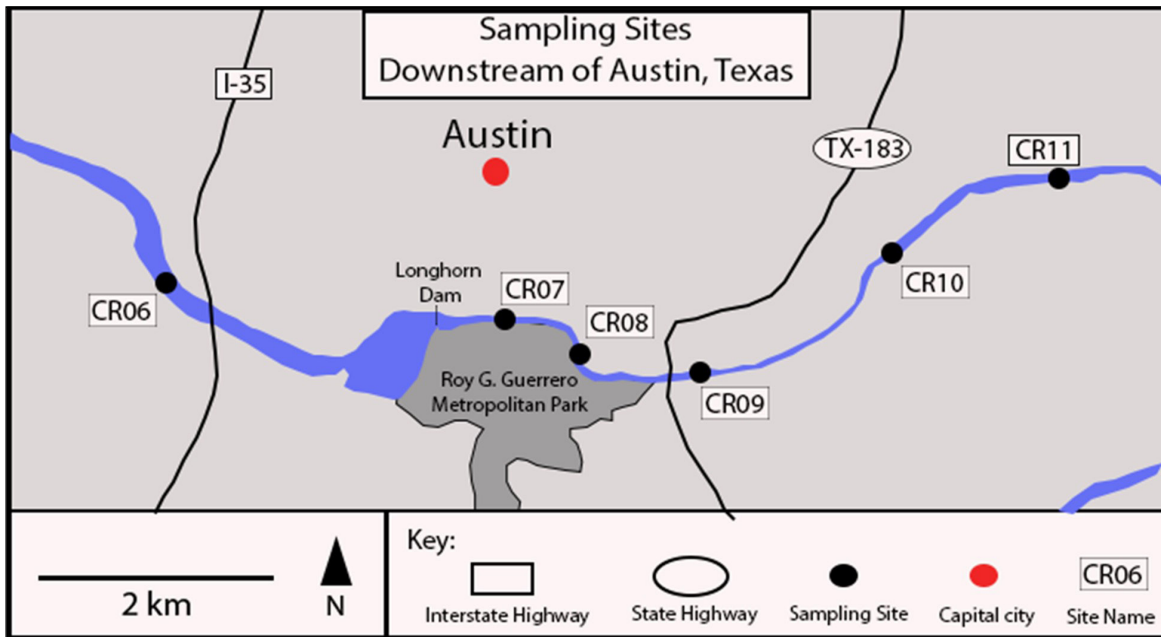 Sampling Sites
Downstream of Austin, Texas
I-35
Austin
TX-183
CR11
Longhorn
Dam
CR07
CR10
CR06
CR08
Roy G. Guerrero
Metropolitan Park
CR09
2 km
N
Key:
Interstate Highway
State Highway
Sampling Site
Capital city
CR06
Site Name